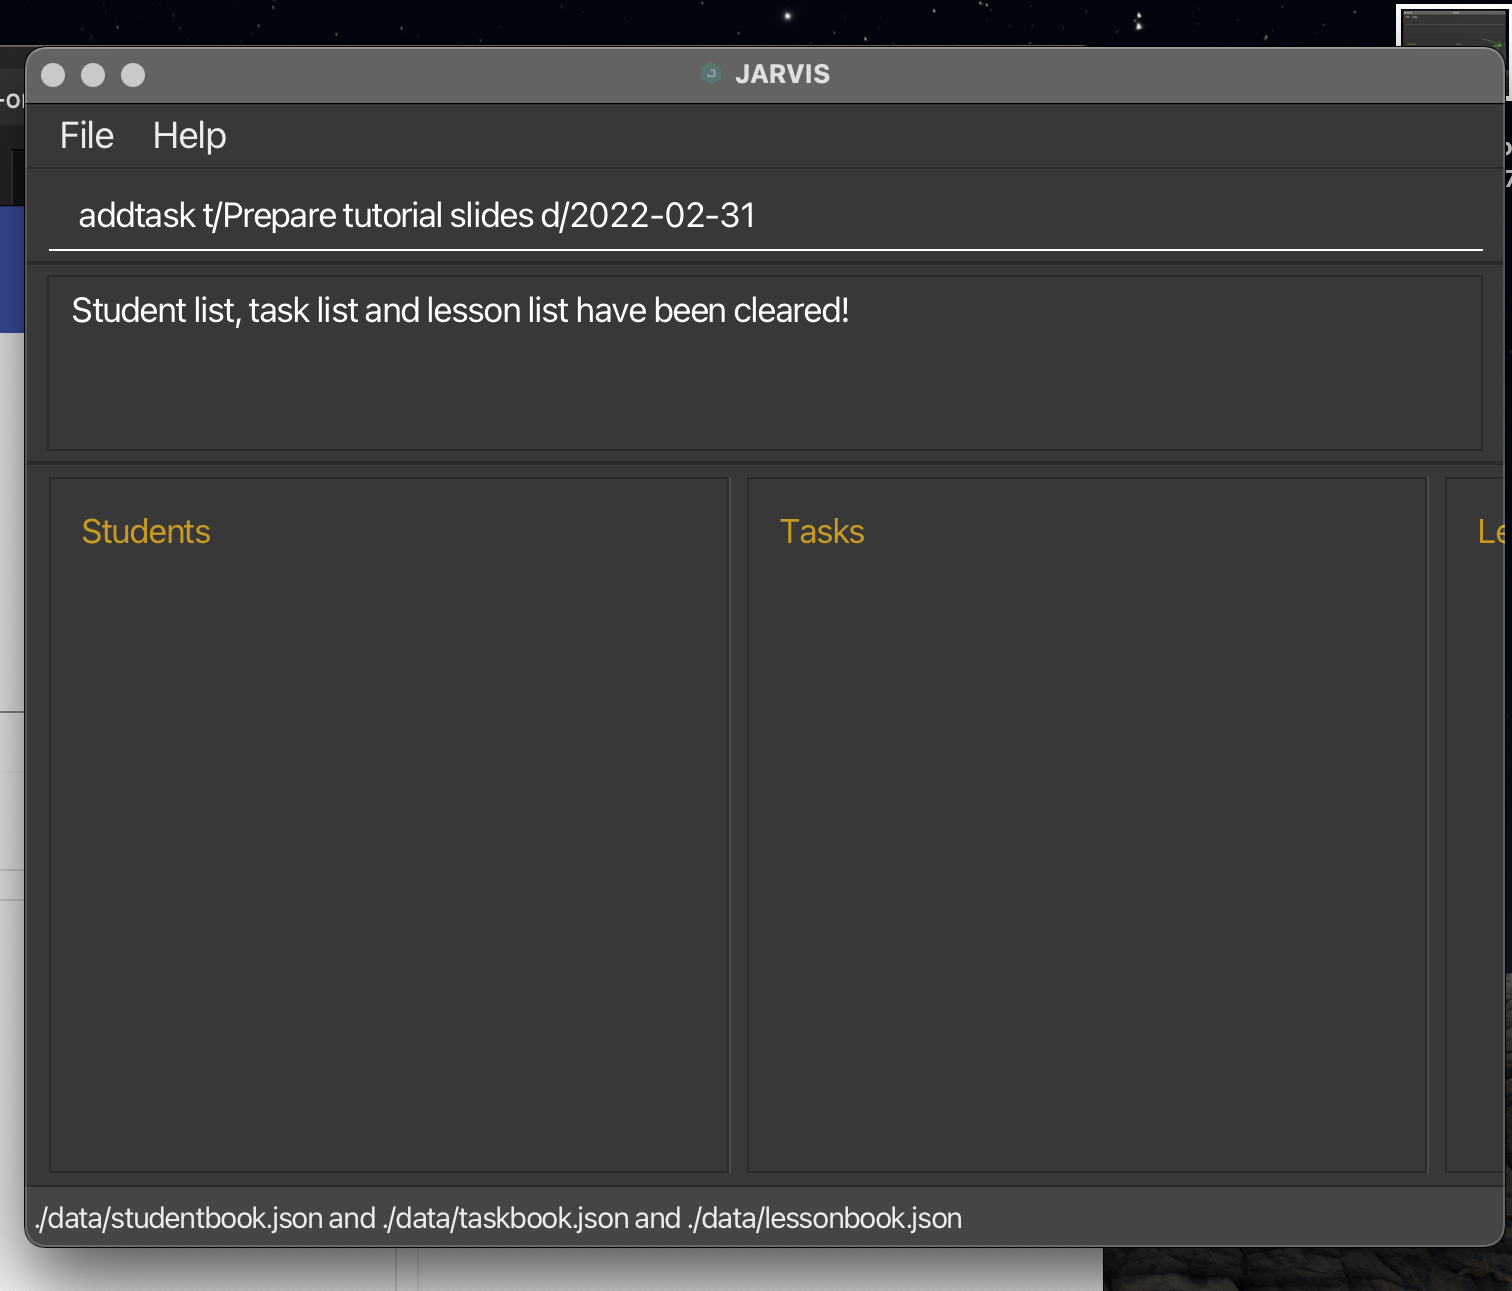 JARVIS
File Help
addtask t/Prepare tutorial slides d/2022-02-31
Student list, task list and lesson list have been cleared!
Students
Tasks
Le
./data/studentbook.json and ./data/taskbook.json and ./data/lessonbook.json